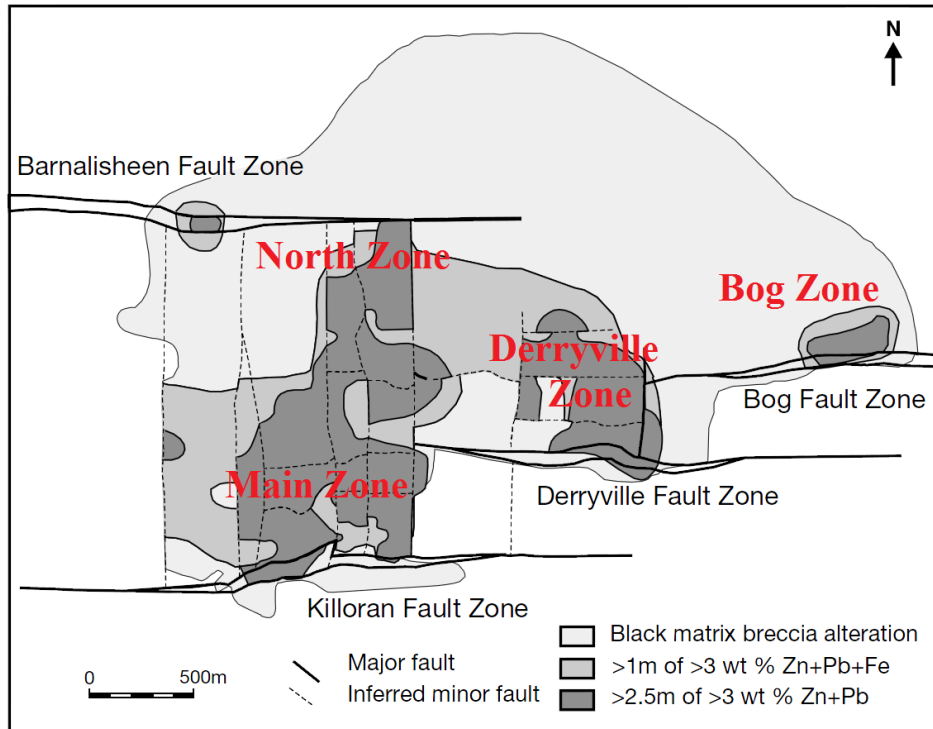 N
Barnalisheen Fault Zone
North Zone
Bog Zone
Derryville
Zone
Bog Fault Zone
Main Zone
Derryville Fault Zone
Killoran Fault Zone
0 500m
Major fault
Inferred minor fault
Black matrix breccia alteration
>1m of >3 wt % Zn+Pb+Fe
>2.5m of >3 wt % Zn+Pb